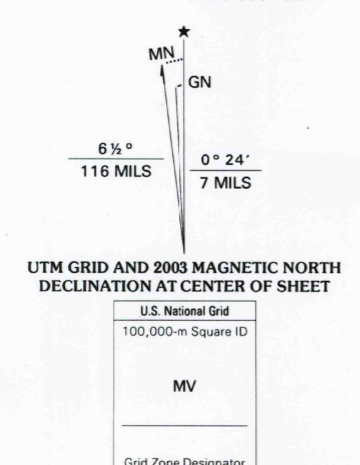 ★
MN
GN
6½° 0° 24′
116 MILS 7 MILS
UTM GRID AND 2003 MAGNETIC NORTH
DECLINATION AT CENTER OF SHEET
U.S. National Grid
100,000-m Square ID
MV
Grid Zone Designator